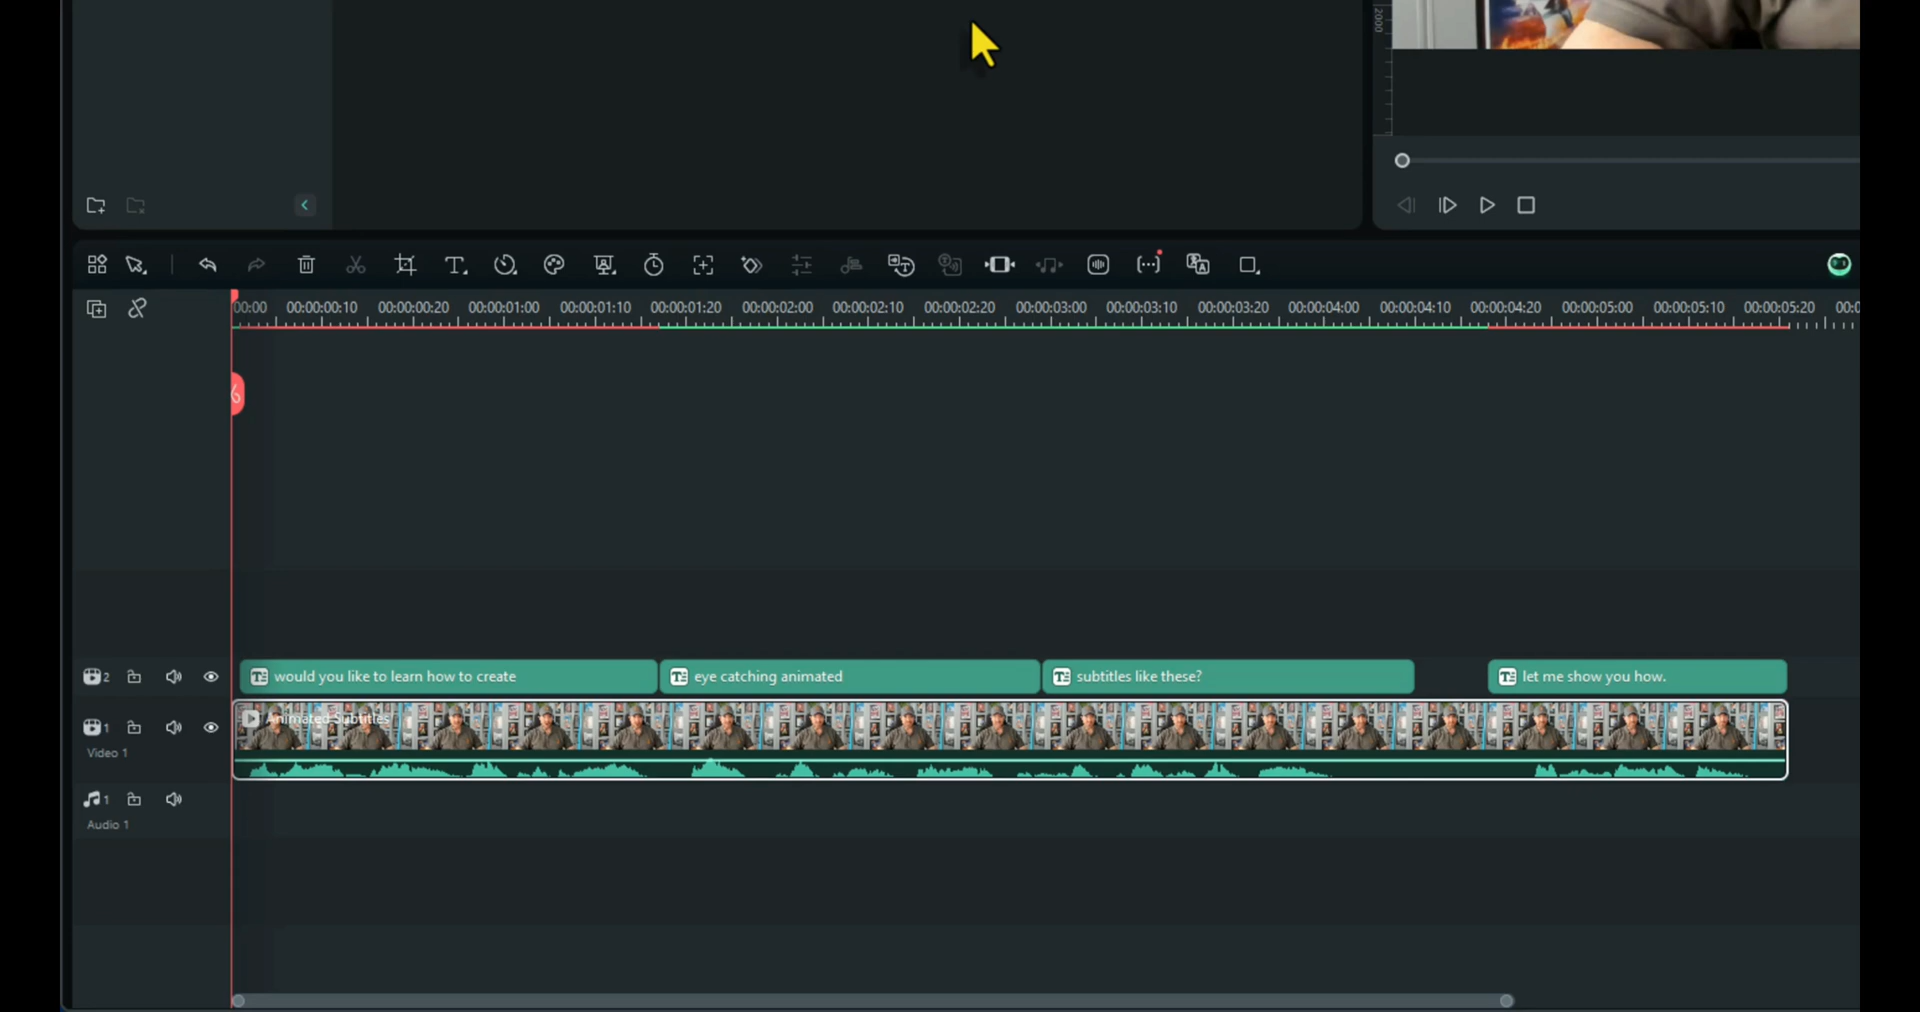 2000
00:00 00:00:00:10 00:00:00:20 00:00:01:00 00:00:01:10 00:00:01:20 00:00:02:00 00:00:02:10 00:00:02:20 00:00:03:00 00:00:03:10 00:00:03:20 00:00:04:00 00:00:04:10 00:00:04:20 00:00:05:00 00:00:05:10 00:00:05:20 00:0
2 would you like to learn how to create eye catching animated subtitles like these? let me show you how.
Animated Subtitles
1
Video 1
1
Audio 1